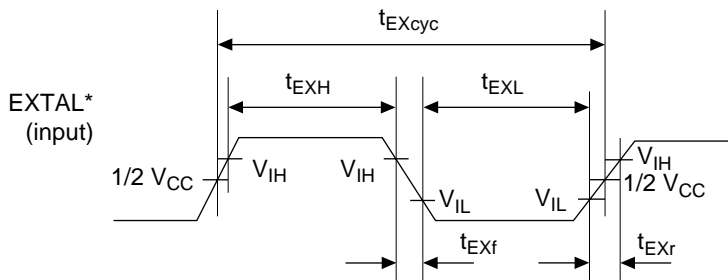 tEXcyc
tEXH
tEXL
EXTAL*
(input)
1/2 VCC
VIH
VIH
VIL
VIL
VIH
1/2 VCC
tEXf
tEXr